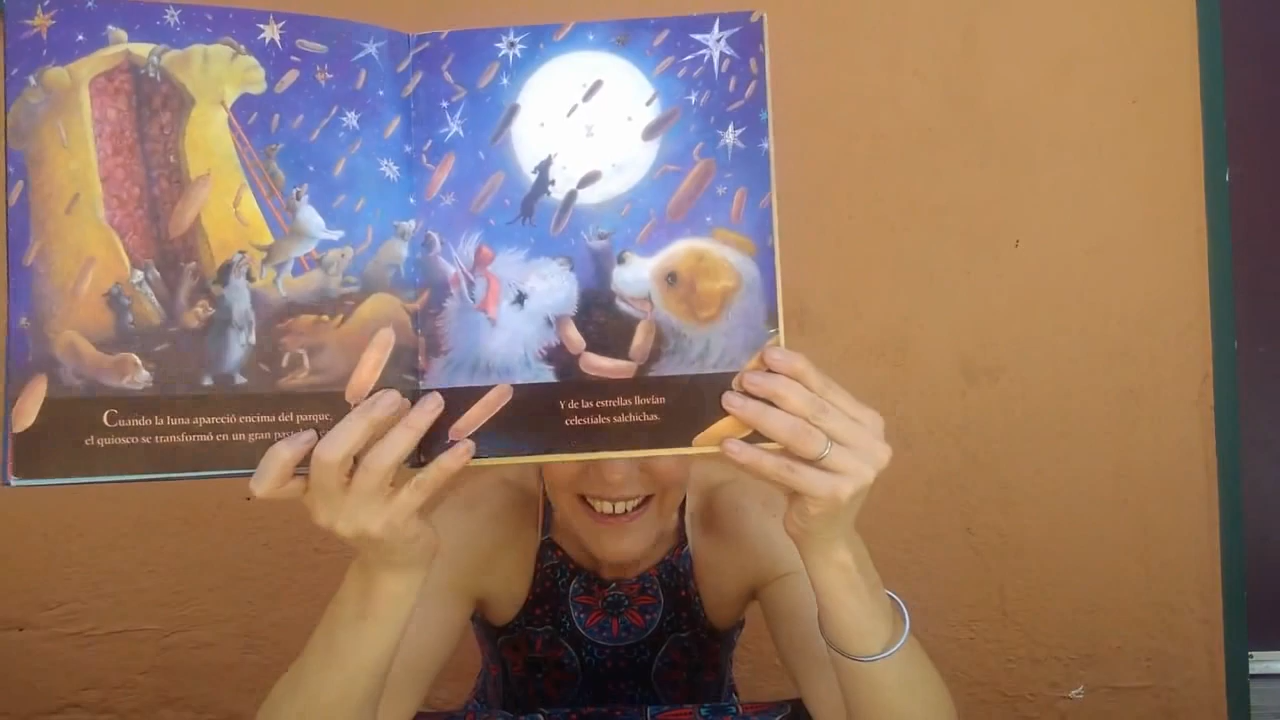 Cuando la luna apareció encima del parque,
el quiosco se transformó en un gran
Y de las estrellas llovían
celestiales salchichas.